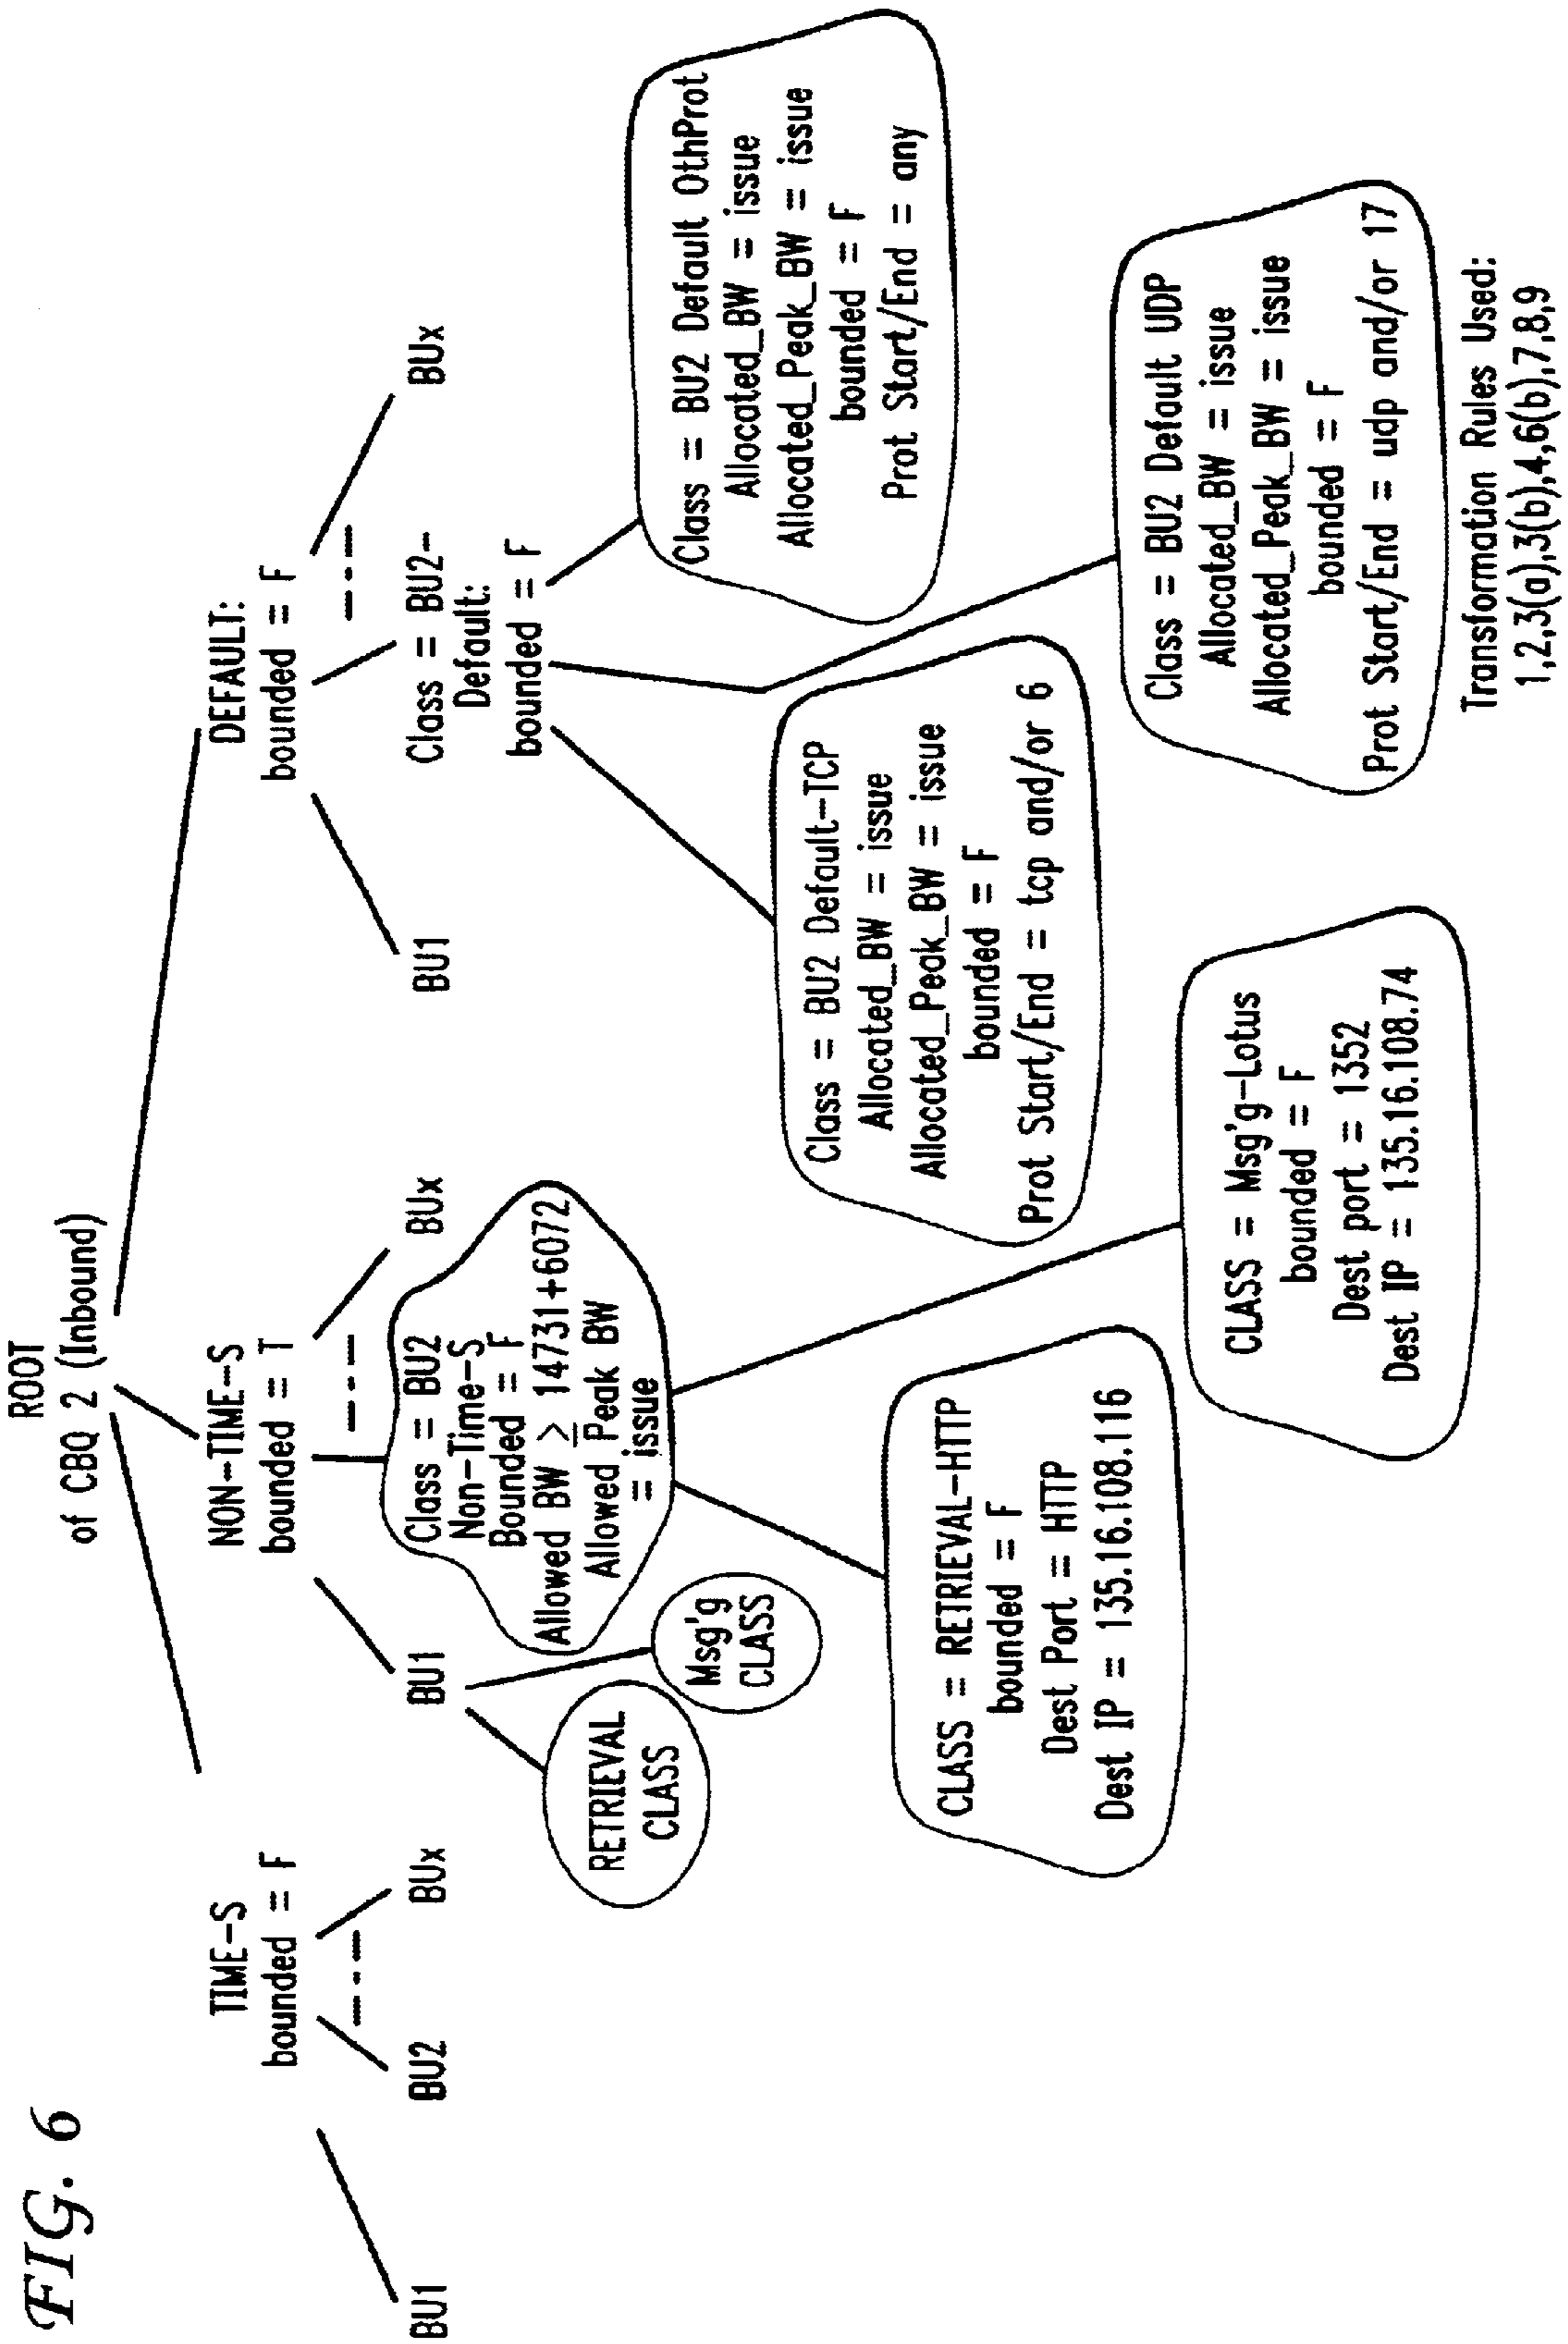 FIG. 6
ROOT
of CBQ 2 (Inbound)
TIME-S
bounded = F
BU1
BU2
BUx
NON-TIME-S
bounded = T
BU1
RETRIEVAL
CLASS
Msg'g
CLASS
Class = BU2
Non-Time-S
Bounded = F
Allowed BW ≥ 14731+6072
Allowed Peak BW
= issue
BUx
CLASS = RETRIEVAL-HTTP
bounded = F
Dest Port = HTTP
Dest IP = 135.16.108.116
CLASS = Msg'g-Lotus
bounded = F
Dest port = 1352
Dest IP = 135.16.108.74
DEFAULT:
bounded = F
BU1
Class = BU2-
Default:
bounded = F
BUx
Class = BU2 Default-TCP
Allocated_BW = issue
Allocated_Peak_BW = issue
bounded = F
Prot Start/End = tcp and/or 6
Class = BU2 Default UDP
Allocated_BW = issue
Allocated_Peak_BW = issue
bounded = F
Prot Start/End = udp and/or 17
Class = BU2 Default OthProt
Allocated_BW = issue
Allocated_Peak_BW = issue
bounded = F
Prot Start/End = any
Transformation Rules Used:
1,2,3(a),3(b),4,6(b),7,8,9